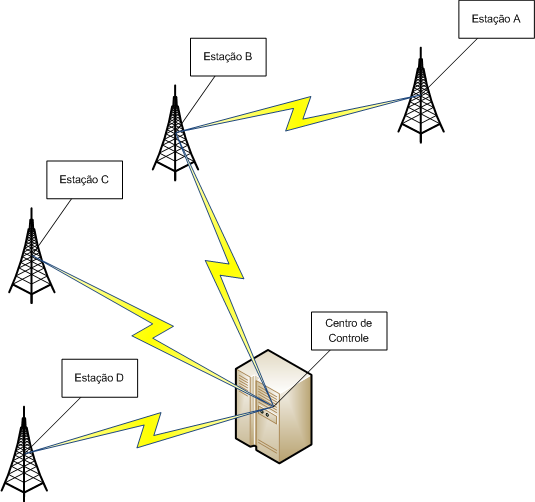 Estação A
Estação B
Estação C
Centro de
Controle
Estação D